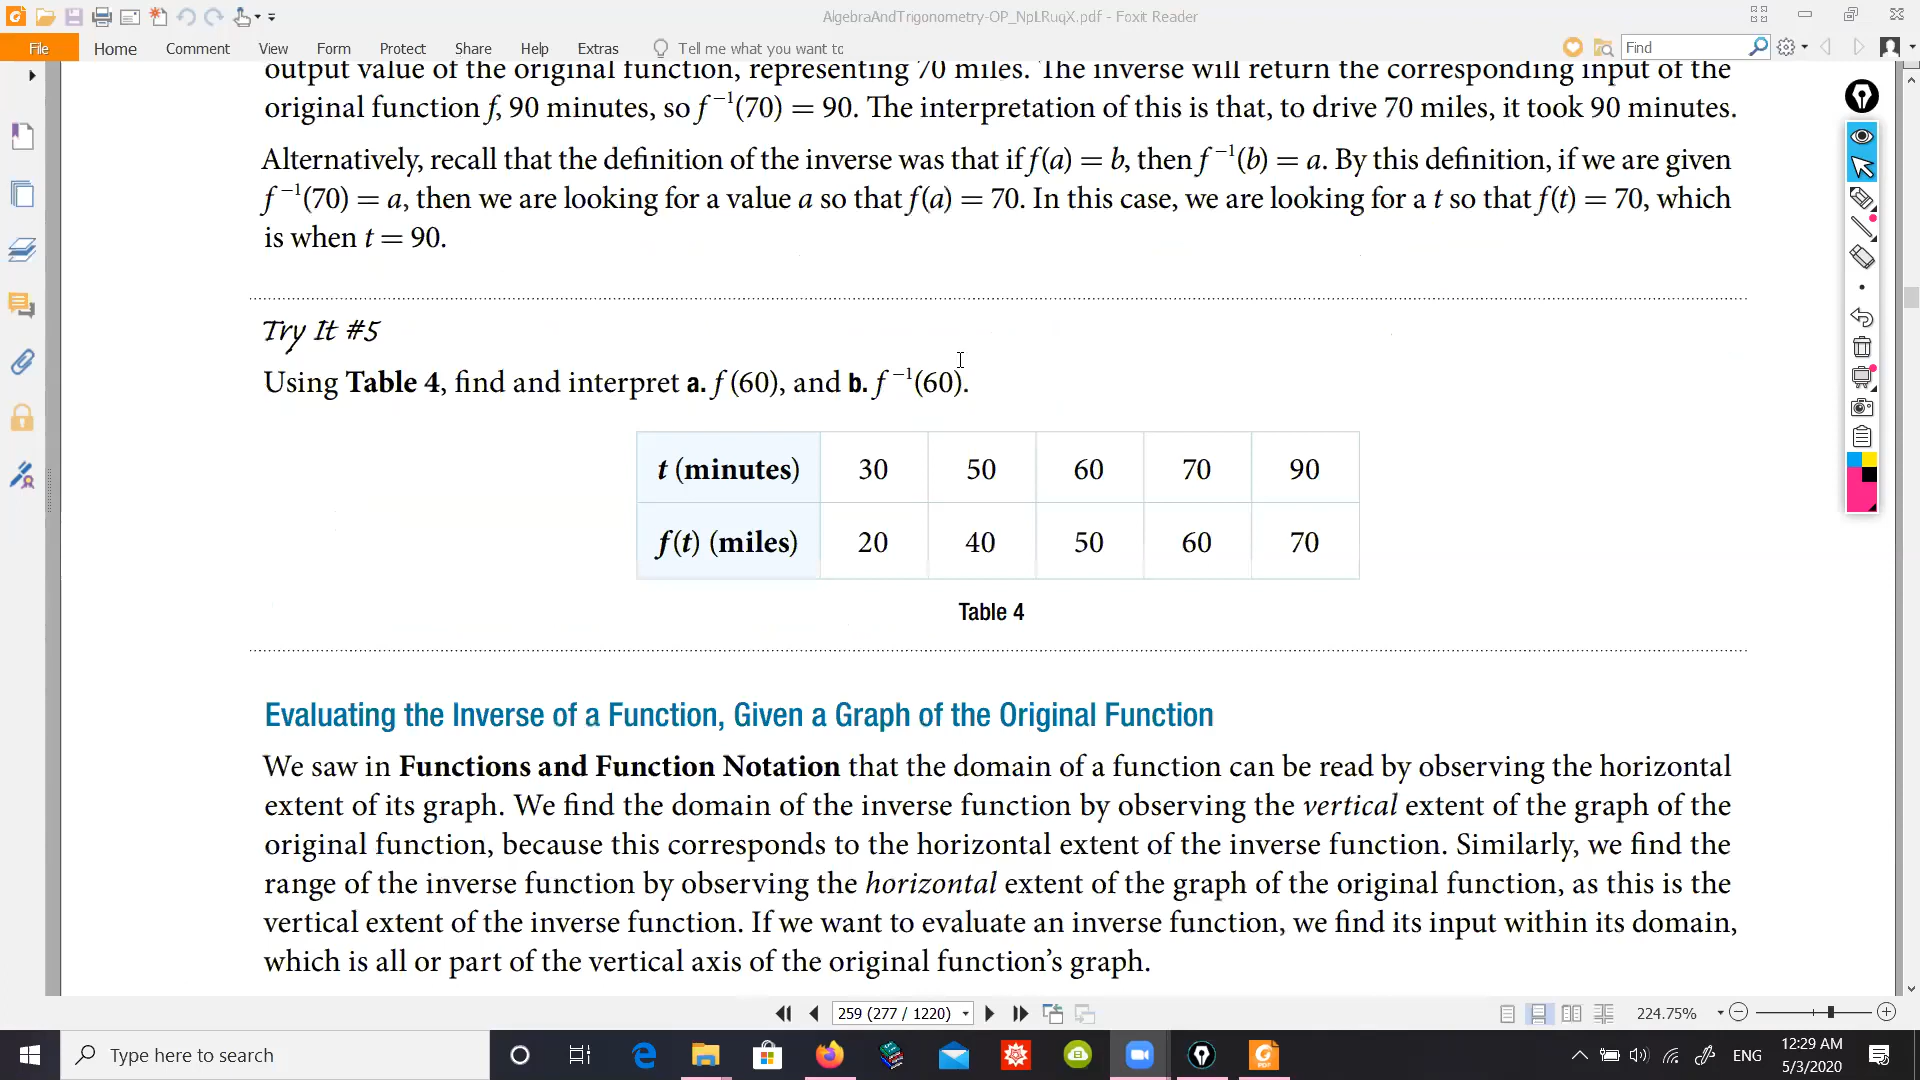 AlgebraAndTrigonometry-OP_NpLRuqX.pdf - Foxit Reader
File Home Comment View Form Protect Share Help Extras Tell me what you want to Find
output value of the original function, representing 70 miles. The inverse will return the corresponding input of the
original function f, 90 minutes, so f⁻¹(70) = 90. The interpretation of this is that, to drive 70 miles, it took 90 minutes.
Alternatively, recall that the definition of the inverse was that if f(a) = b, then f⁻¹(b) = a. By this definition, if we are given
f⁻¹(70) = a, then we are looking for a value a so that f(a) = 70. In this case, we are looking for a t so that f(t) = 70, which
is when t = 90.
Try It #5
Using Table 4, find and interpret a. f (60), and b. f⁻¹(60).
t (minutes) 30 50 60 70 90
f(t) (miles) 20 40 50 60 70
Table 4
Evaluating the Inverse of a Function, Given a Graph of the Original Function
We saw in Functions and Function Notation that the domain of a function can be read by observing the horizontal
extent of its graph. We find the domain of the inverse function by observing the vertical extent of the graph of the
original function, because this corresponds to the horizontal extent of the inverse function. Similarly, we find the
range of the inverse function by observing the horizontal extent of the graph of the original function, as this is the
vertical extent of the inverse function. If we want to evaluate an inverse function, we find its input within its domain,
which is all or part of the vertical axis of the original function's graph.
259 (277 / 1220) 224.75%
Type here to search ENG 12:29 AM
5/3/2020